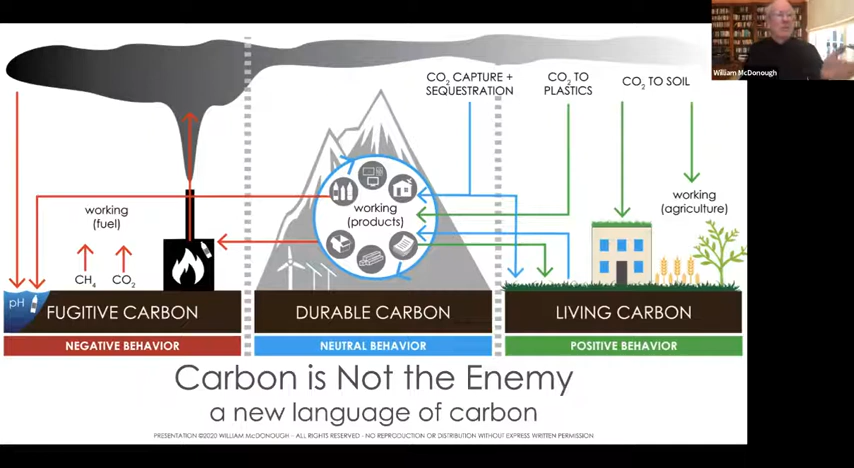 William McDonough
CO2 CAPTURE +
SEQUESTRATION
CO2 TO
PLASTICS
CO2 TO SOIL
working
(fuel)
CH4
CO2
working
(products)
working
(agriculture)
pH
FUGITIVE CARBON
DURABLE CARBON
LIVING CARBON
NEGATIVE BEHAVIOR
NEUTRAL BEHAVIOR
POSITIVE BEHAVIOR
Carbon is Not the Enemy
a new language of carbon
PRESENTATION ©2020 WILLIAM McDONOUGH - ALL RIGHTS RESERVED - NO REPRODUCTION OR DISTRIBUTION WITHOUT EXPRESS WRITTEN PERMISSION